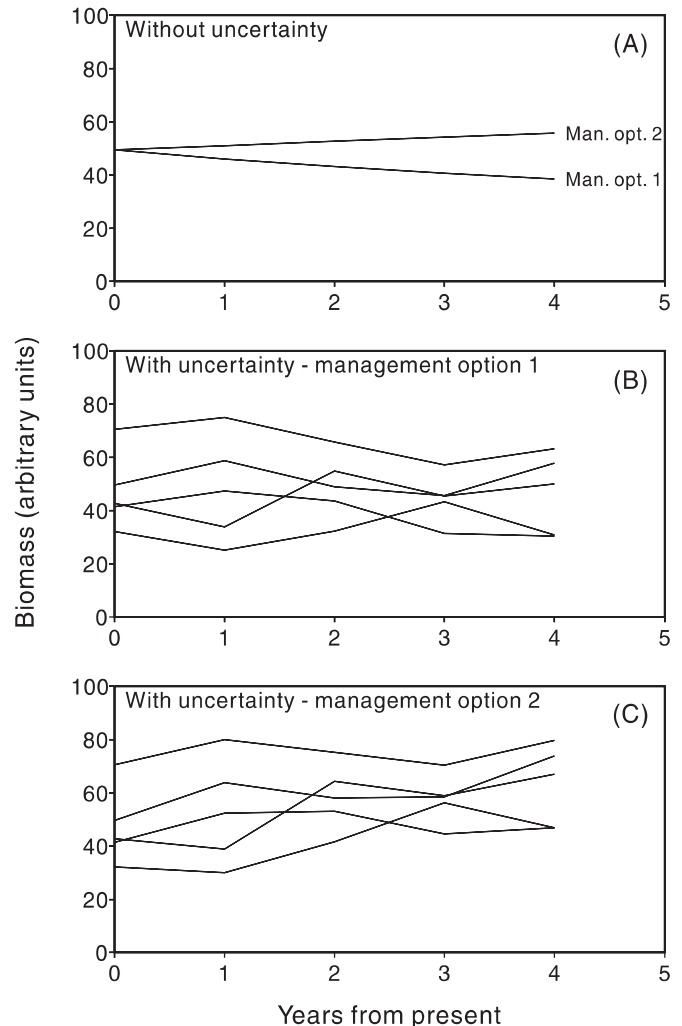 Without uncertainty
(A)
100
80
60
40
20
0
Man. opt. 2
Man. opt. 1
0 1 2 3 4 5
With uncertainty - management option 1
(B)
100
80
60
40
20
0
0 1 2 3 4 5
With uncertainty - management option 2
(C)
100
80
60
40
20
0
0 1 2 3 4 5
Biomass (arbitrary units)
Years from present